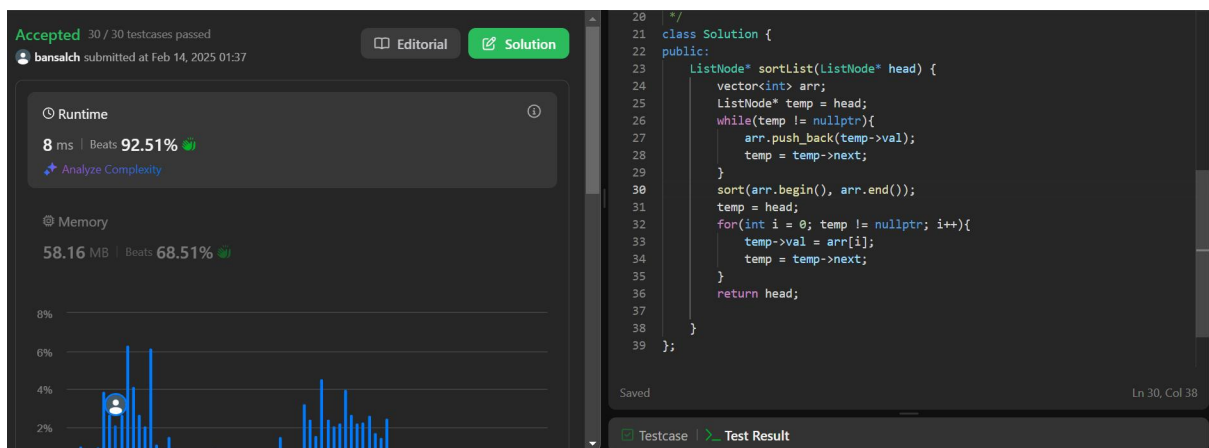 Accepted 30 / 30 testcases passed
bansalch submitted at Feb 14, 2025 01:37
Editorial
Solution
Runtime
8 ms | Beats 92.51%
Analyze Complexity
Memory
58.16 MB | Beats 68.51%
8%
6%
4%
2%
20 */
21 class Solution {
22 public:
23     ListNode* sortList(ListNode* head) {
24         vector<int> arr;
25         ListNode* temp = head;
26         while(temp != nullptr){
27             arr.push_back(temp->val);
28             temp = temp->next;
29         }
30         sort(arr.begin(), arr.end());
31         temp = head;
32         for(int i = 0; temp != nullptr; i++){
33             temp->val = arr[i];
34             temp = temp->next;
35         }
36         return head;
37
38     }
39 };
Saved
Ln 30, Col 38
Testcase | >_ Test Result